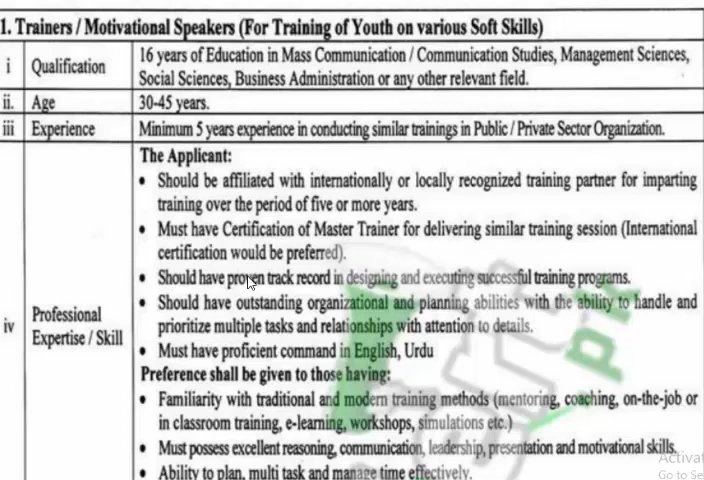 1. Trainers / Motivational Speakers (For Training of Youth on various Soft Skills)
i Qualification 16 years of Education in Mass Communication / Communication Studies, Management Sciences,
Social Sciences, Business Administration or any other relevant field.
ii. Age 30-45 years.
iii Experience Minimum 5 years experience in conducting similar trainings in Public / Private Sector Organization.
iv Professional Expertise / Skill
The Applicant:
• Should be affiliated with internationally or locally recognized training partner for imparting
training over the period of five or more years.
• Must have Certification of Master Trainer for delivering similar training session (International
certification would be preferred).
• Should have proven track record in designing and executing successful training programs.
• Should have outstanding organizational and planning abilities with the ability to handle and
prioritize multiple tasks and relationships with attention to details.
• Must have proficient command in English, Urdu
Preference shall be given to those having:
• Familiarity with traditional and modern training methods (mentoring, coaching, on-the-job or
in classroom training, e-learning, workshops, simulations etc.)
• Must possess excellent reasoning, communication, leadership, presentation and motivational skills.
• Ability to plan, multi task and manage time effectively.
.pk
Activat
Go to Se